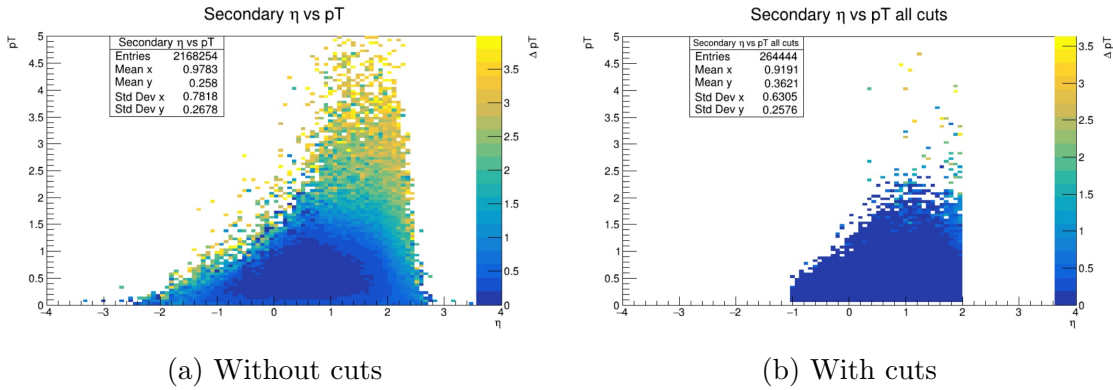 Secondary η vs pT
pT
5
4.5
4
3.5
3
2.5
2
1.5
1
0.5
0
Secondary η vs pT
Entries 2168254
Mean x 0.9783
Mean y 0.258
Std Dev x 0.7818
Std Dev y 0.2678
−4 −3 −2 −1 0 1 2 3 4
η
Δ pT
3.5
3
2.5
2
1.5
1
0.5
0
(a) Without cuts
Secondary η vs pT all cuts
pT
5
4.5
4
3.5
3
2.5
2
1.5
1
0.5
0
Secondary η vs pT all cuts
Entries 264444
Mean x 0.9191
Mean y 0.3621
Std Dev x 0.6305
Std Dev y 0.2576
−4 −3 −2 −1 0 1 2 3 4
η
Δ pT
3.5
3
2.5
2
1.5
1
0.5
0
(b) With cuts